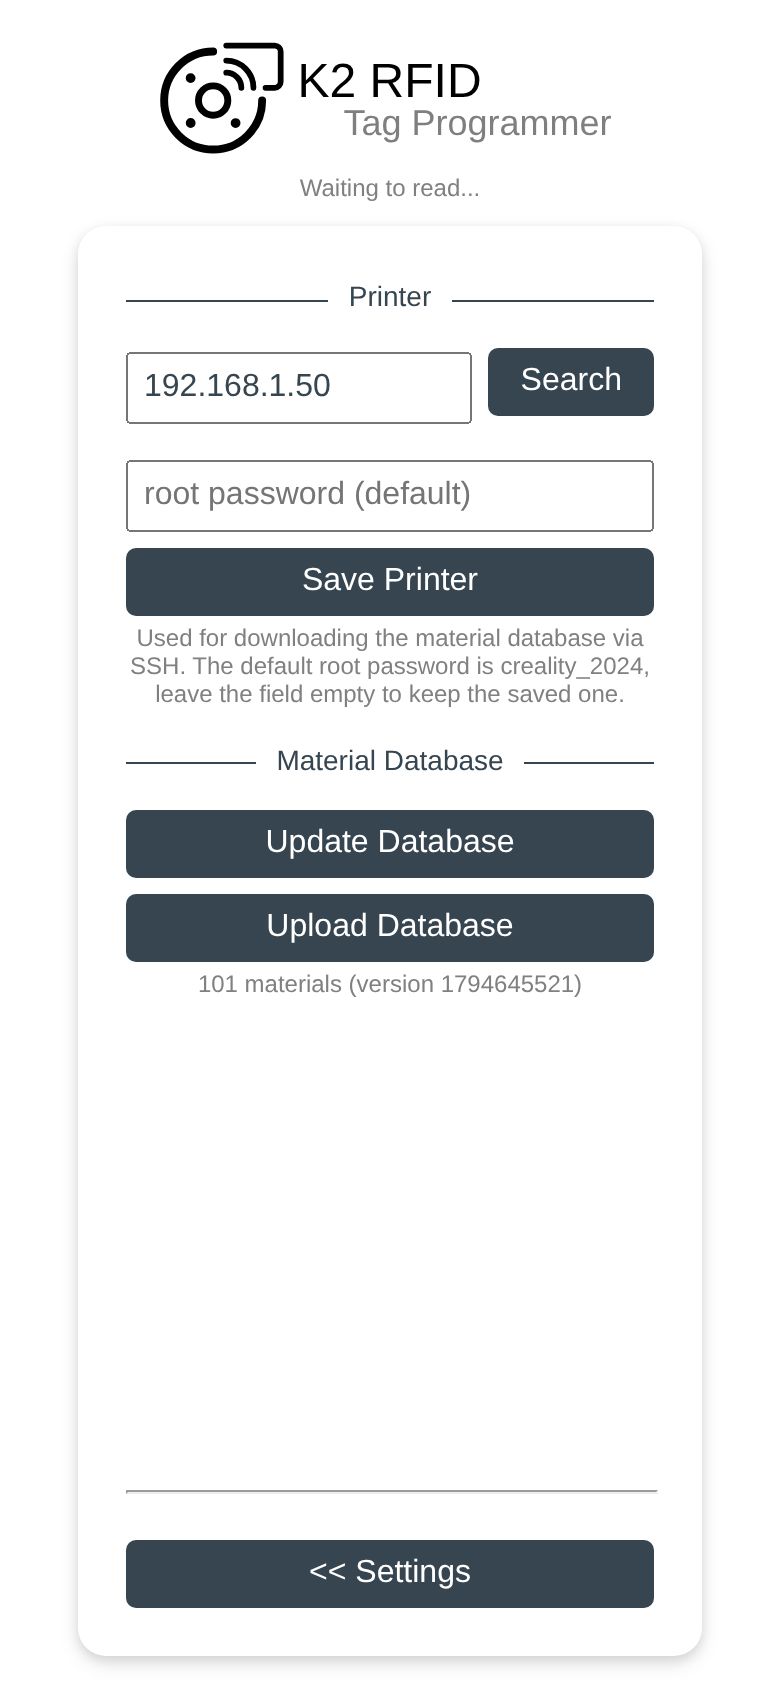 K2 RFID
Tag Programmer
Waiting to read...
Printer
192.168.1.50
Search
root password (default)
Save Printer
Used for downloading the material database via
SSH. The default root password is creality_2024,
leave the field empty to keep the saved one.
Material Database
Update Database
Upload Database
101 materials (version 1794645521)
<< Settings